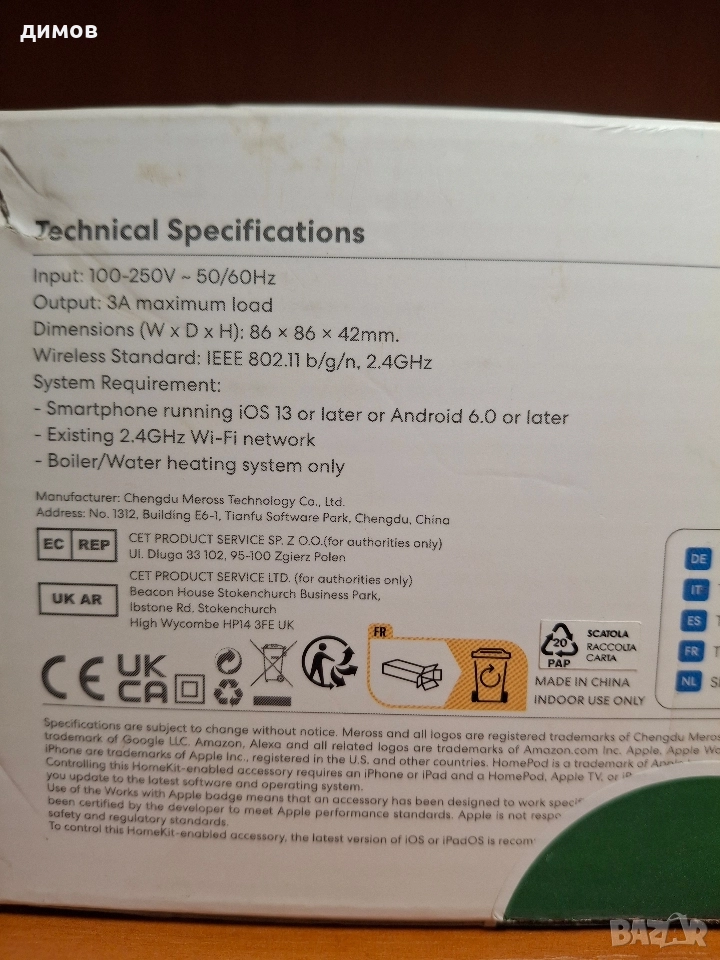 димов
Technical Specifications
Input: 100-250V ~ 50/60Hz
Output: 3A maximum load
Dimensions (W x D x H): 86 × 86 × 42mm.
Wireless Standard: IEEE 802.11 b/g/n, 2.4GHz
System Requirement:
- Smartphone running iOS 13 or later or Android 6.0 or later
- Existing 2.4GHz Wi-Fi network
- Boiler/Water heating system only
Manufacturer: Chengdu Meross Technology Co., Ltd.
Address: No. 1312, Building E6-1, Tianfu Software Park, Chengdu, China
EC REP
CET PRODUCT SERVICE SP. Z O.O.(for authorities only)
Ul. Dluga 33 102, 95-100 Zgierz Polen
UK AR
CET PRODUCT SERVICE LTD. (for authorities only)
Beacon House Stokenchurch Business Park,
Ibstone Rd, Stokenchurch
High Wycombe HP14 3FE UK
DE
IT
ES
FR
NL
CE
UK
CA
FR
20
PAP
SCATOLA
RACCOLTA
CARTA
MADE IN CHINA
INDOOR USE ONLY
Specifications are subject to change without notice. Meross and all logos are registered trademarks of Chengdu
trademark of Google LLC. Amazon, Alexa and all related logos are trademarks of Amazon.com Inc. Apple, Apple
iPhone are trademarks of Apple Inc., registered in the U.S. and other countries. HomePod is a trademark of
Controlling this HomeKit-enabled accessory requires an iPhone or iPad and a HomePod, Apple TV, or
you update to the latest software and operating system.
Use of the Works with Apple badge means that an accessory has been designed to work
been certified by the developer to meet Apple performance standards. Apple is not
safety and regulatory standards.
To control this HomeKit-enabled accessory, the latest version of iOS or iPadOS is
BAZAR